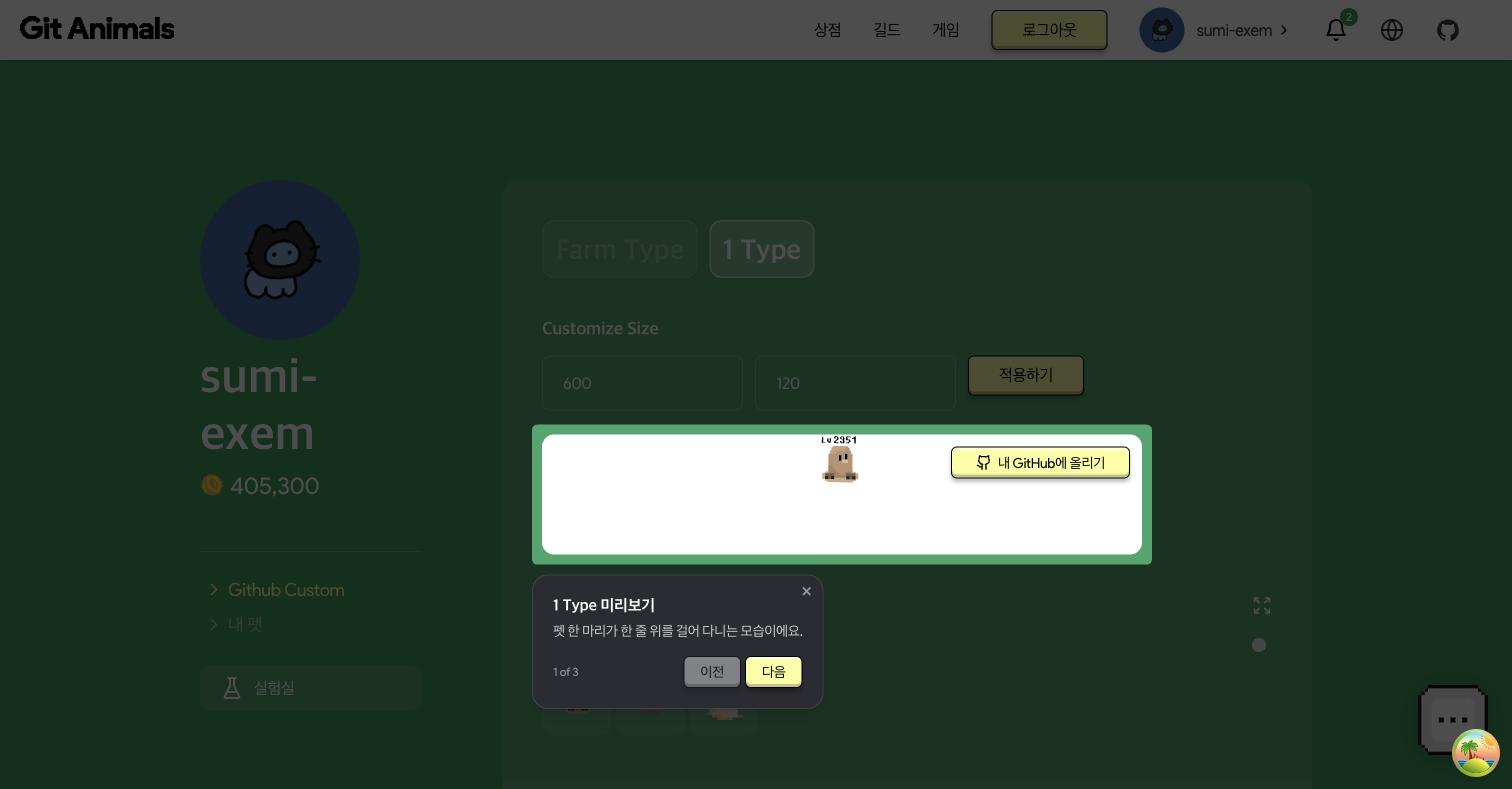 Git Animals
상점
길드
게임
로그아웃
sumi-exem
2
Farm Type
1 Type
Customize Size
600
120
적용하기
sumi-
exem
405,300
Github Custom
내 펫
실험실
Lv 2351
내 GitHub에 올리기
1 Type 미리보기
펫 한 마리가 한 줄 위를 걸어 다니는 모습이에요.
1 of 3
이전
다음